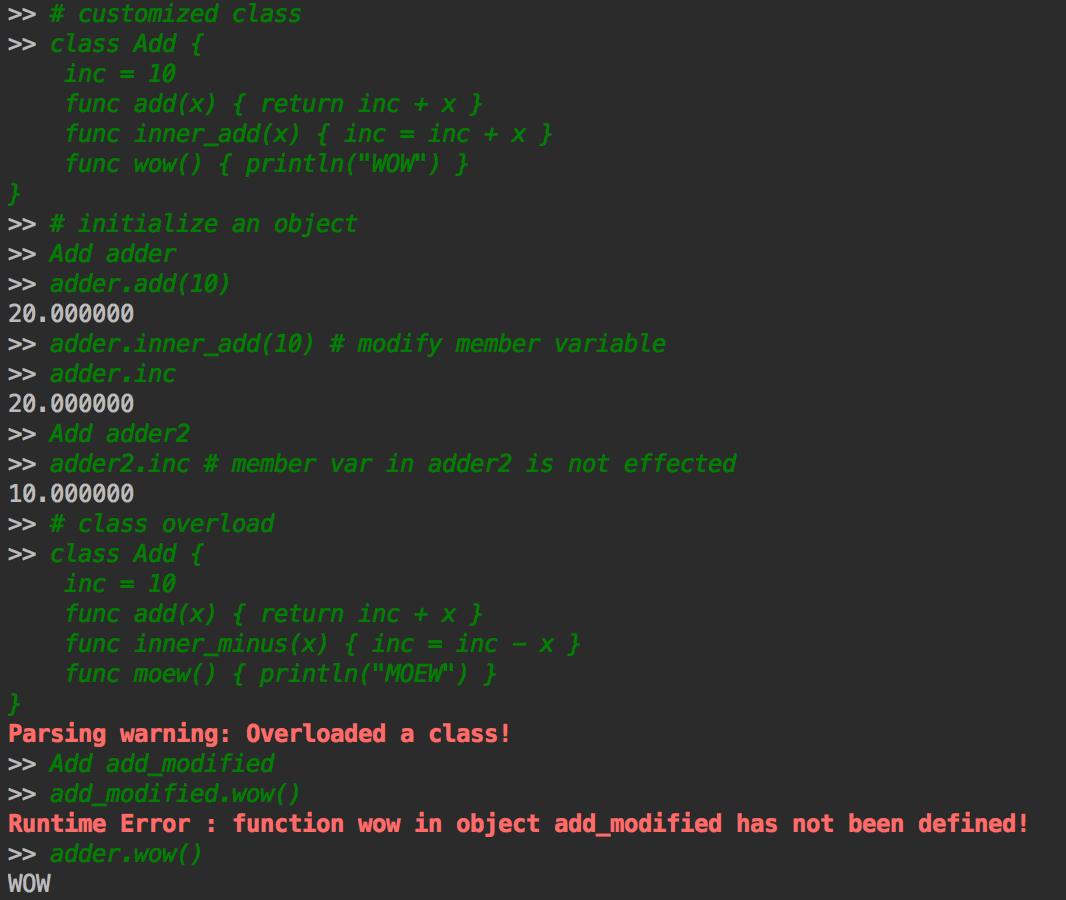 >> # customized class
>> class Add {
    inc = 10
    func add(x) { return inc + x }
    func inner_add(x) { inc = inc + x }
    func wow() { println("WOW") }
}
>> # initialize an object
>> Add adder
>> adder.add(10)
20.000000
>> adder.inner_add(10) # modify member variable
>> adder.inc
20.000000
>> Add adder2
>> adder2.inc # member var in adder2 is not effected
10.000000
>> # class overload
>> class Add {
    inc = 10
    func add(x) { return inc + x }
    func inner_minus(x) { inc = inc - x }
    func moew() { println("MOEW") }
}
Parsing warning: Overloaded a class!
>> Add add_modified
>> add_modified.wow()
Runtime Error : function wow in object add_modified has not been defined!
>> adder.wow()
WOW